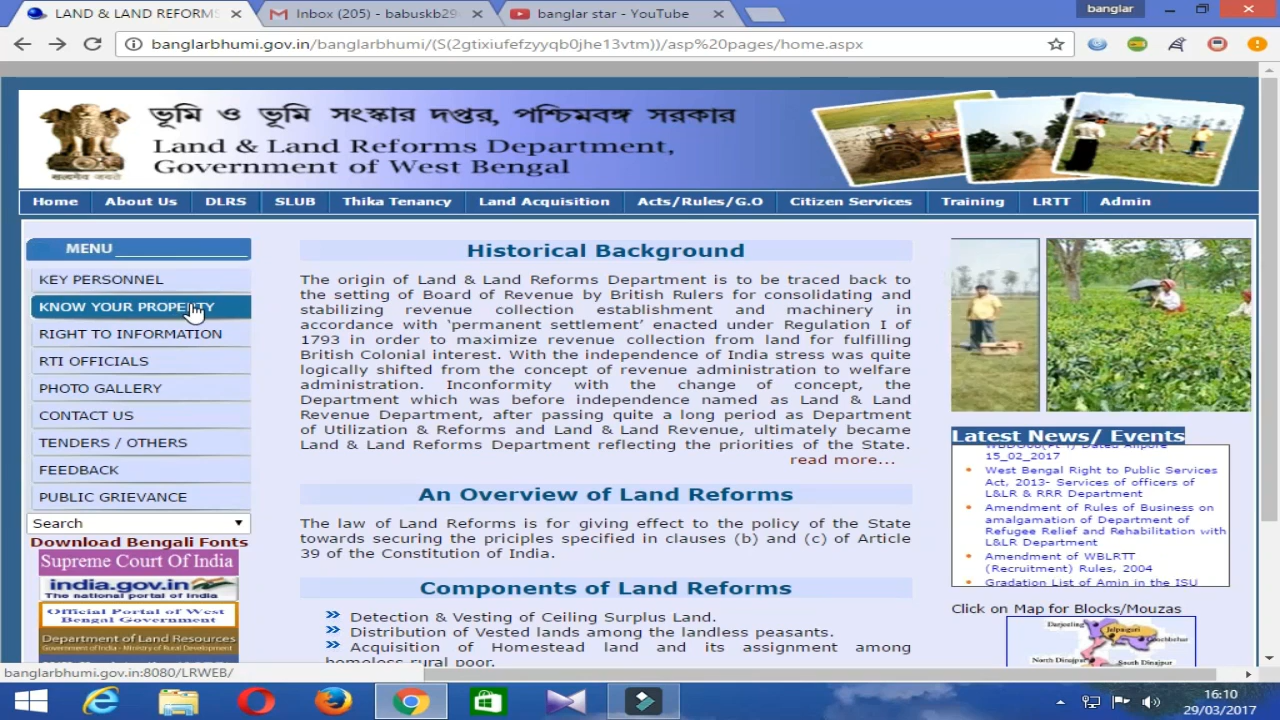 LAND & LAND REFORMS
Inbox (205) - babuskb29
banglar star - YouTube
banglar
banglarbhumi.gov.in/banglarbhumi/(S(2gtixiufefzyyqb0jhe13vtm))/asp%20pages/home.aspx
ভূমি ও ভূমি সংস্কার দপ্তর, পশ্চিমবঙ্গ সরকার
Land & Land Reforms Department,
Government of West Bengal
सत्यमेव जयते
Home About Us DLRS SLUB Thika Tenancy Land Acquisition Acts/Rules/G.O Citizen Services Training LRTT Admin
MENU
KEY PERSONNEL
KNOW YOUR PROPERTY
RIGHT TO INFORMATION
RTI OFFICIALS
PHOTO GALLERY
CONTACT US
TENDERS / OTHERS
FEEDBACK
PUBLIC GRIEVANCE
Search
Download Bengali Fonts
Supreme Court Of India
india.gov.in
The national portal of India
Official Portal of West
Bengal Government
Department of Land Resources
Government of India - Ministry of Rural Development
Historical Background
The origin of Land & Land Reforms Department is to be traced back to
the setting of Board of Revenue by British Rulers for consolidating and
stabilizing revenue collection establishment and machinery in
accordance with ‘permanent settlement’ enacted under Regulation I of
1793 in order to maximize revenue collection from land for fulfilling
British Colonial interest. With the independence of India stress was quite
logically shifted from the concept of revenue administration to welfare
administration. Inconformity with the change of concept, the
Department which was before independence named as Land & Land
Revenue Department, after passing quite a long period as Department
of Utilization & Reforms and Land & Land Revenue, ultimately became
Land & Land Reforms Department reflecting the priorities of the State.
read more...
An Overview of Land Reforms
The law of Land Reforms is for giving effect to the policy of the State
towards securing the principles specified in clauses (b) and (c) of Article
39 of the Constitution of India.
Components of Land Reforms
Detection & Vesting of Ceiling Surplus Land.
Distribution of Vested lands among the landless peasants.
Acquisition of Homestead land and its assignment among
homeless rural poor.
Latest News/ Events
Dated Alipore
15_02_2017
West Bengal Right to Public Services
Act, 2013- Services of officers of
L&LR & RRR Department
Amendment of Rules of Business on
amalgamation of Department of
Refugee Relief and Rehabilitation with
L&LR Department
Amendment of WBLRTT
(Recruitment) Rules, 2004
Gradation List of Amin in the ISU
Click on Map for Blocks/Mouzas
Darjeeling
Jalpaiguri
Coochbehar
North Dinajpur
South Dinajpur
banglarbhumi.gov.in:8080/LRWEB/
16:10
29/03/2017